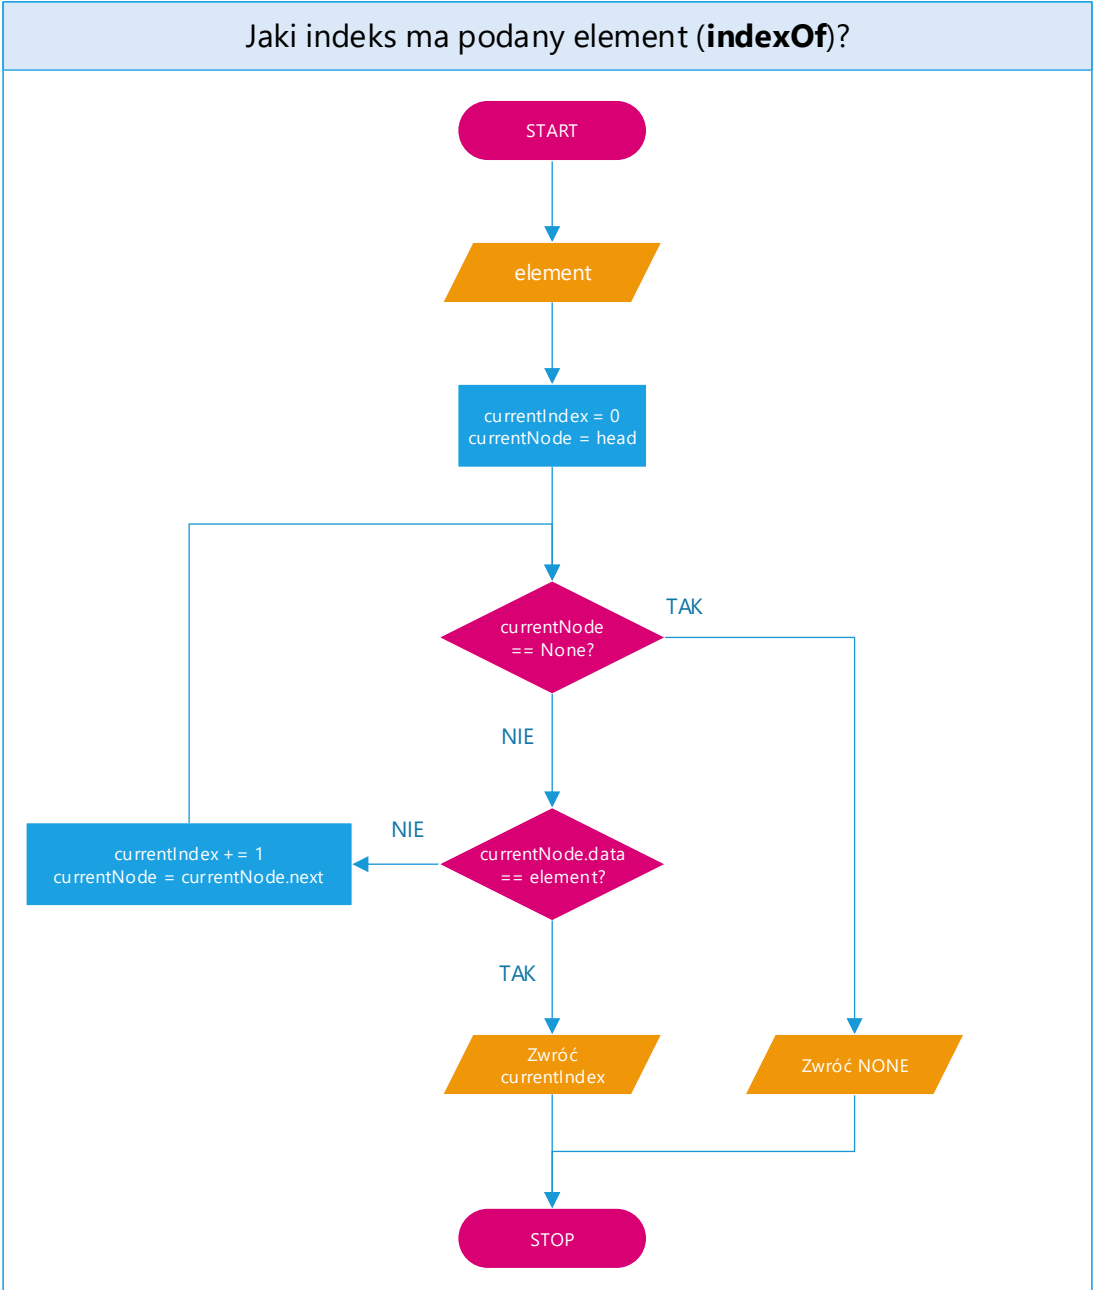 Jaki indeks ma podany element (indexOf)?
START
element
currentIndex = 0
currentNode = head
currentNode
== None?
TAK
NIE
currentNode.data
== element?
NIE
currentIndex += 1
currentNode = currentNode.next
TAK
Zwróć
currentIndex
Zwróć NONE
STOP